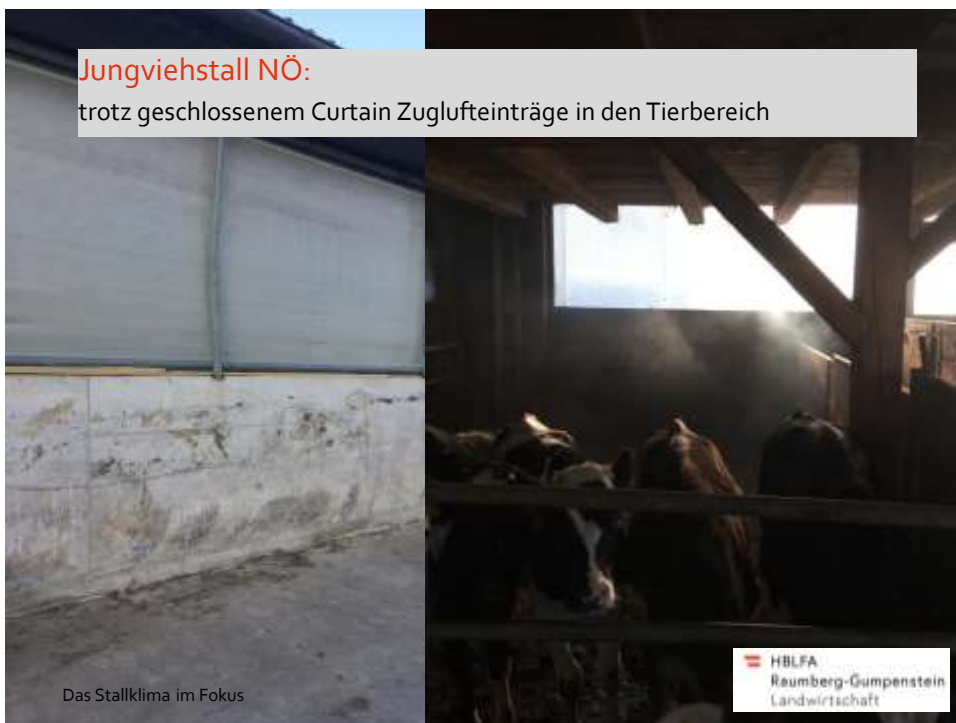 Jungviehstall NÖ:
trotz geschlossenem Curtain Zuglufteinträge in den Tierbereich
Das Stallklima im Fokus
HBLFA
Raumberg-Gumpenstein
Landwirtschaft